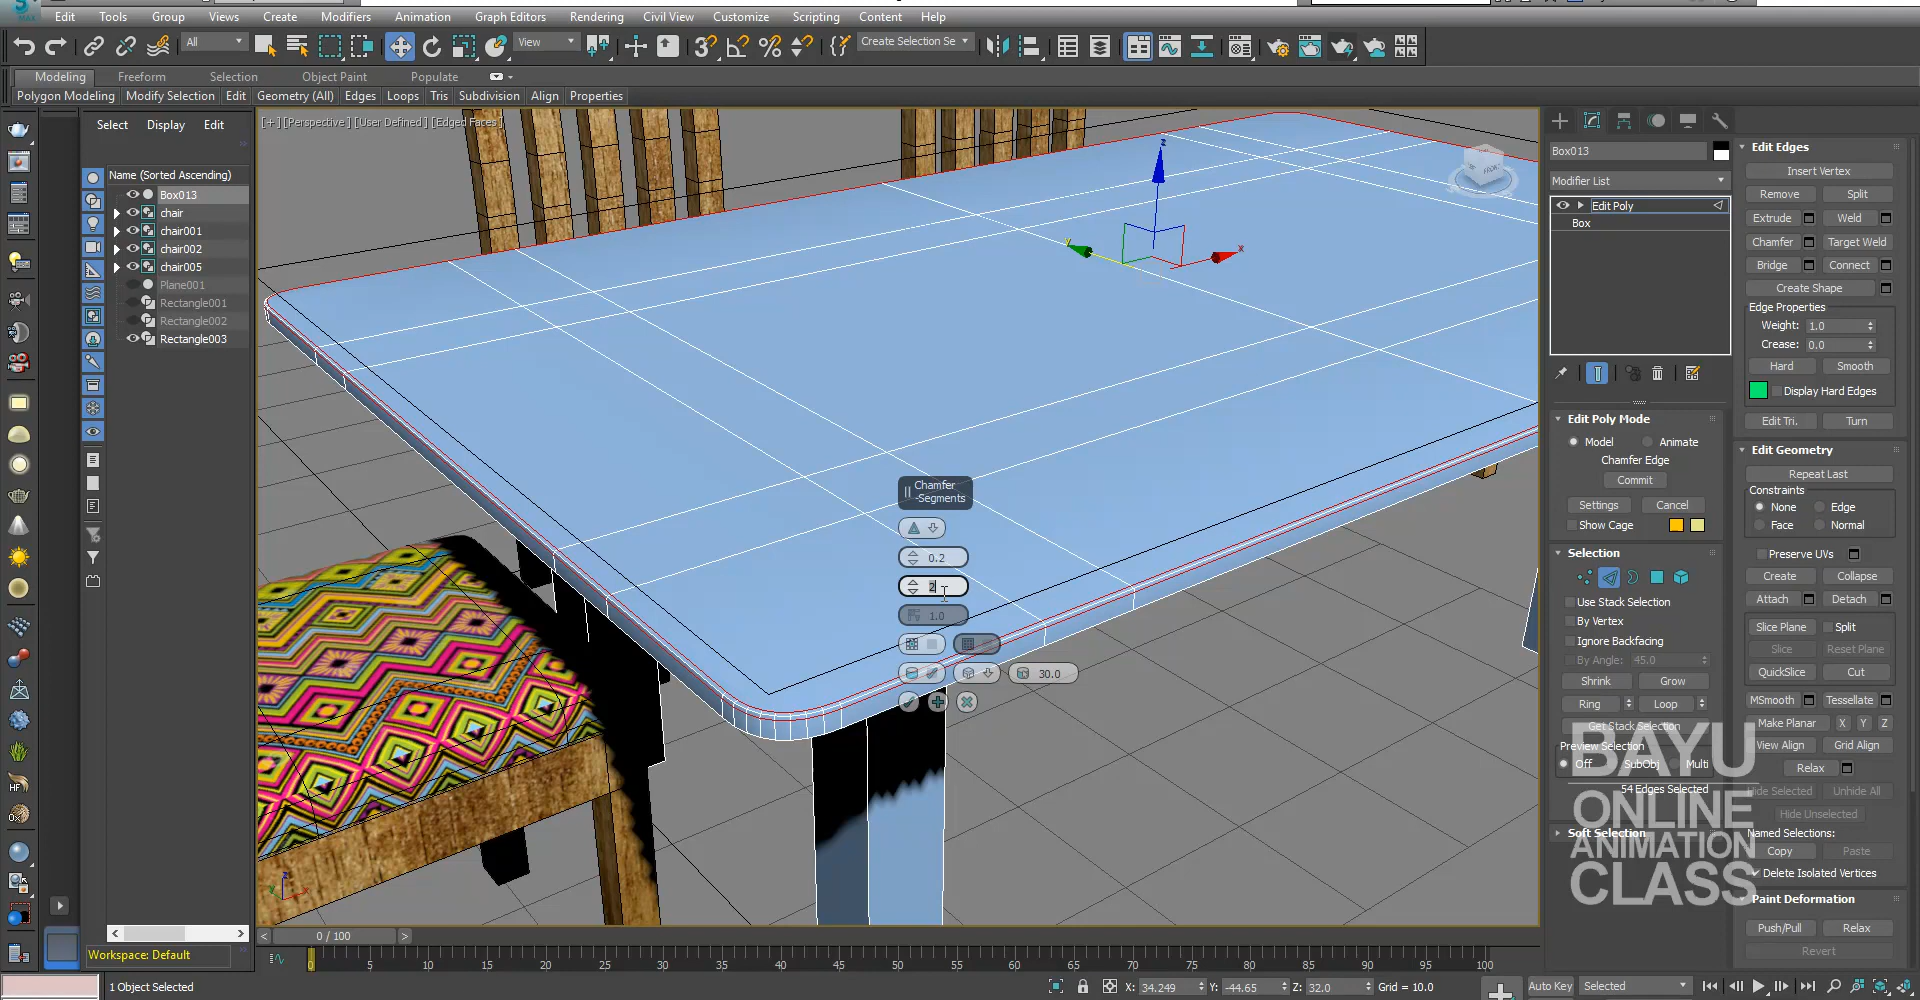 Edit Tools Group Views Create Modifiers Animation Graph Editors Rendering Civil View Customize Scripting Content Help
All View Create Selection Se
Modeling Freeform Selection Object Paint Populate
Polygon Modeling Modify Selection Edit Geometry (All) Edges Loops Tris Subdivision Align Properties
Select Display Edit
Name (Sorted Ascending)
Box013
chair
chair001
chair002
chair005
Plane001
Rectangle001
Rectangle002
Rectangle003
Workspace: Default
[+] [Perspective] [User Defined] [Edged Faces]
z
y
x
FRONT
Chamfer
-Segments
0.2
2
1.0
30.0
0 / 100
0 5 10 15 20 25 30 35 40 45 50 55 60 65 70 75 80 85 90 95 100
1 Object Selected
X: 34.249 Y: -44.65 Z: 32.0 Grid = 10.0
Auto Key Selected
Box013
Modifier List
Edit Poly
Box
Edit Poly Mode
Model Animate
Chamfer Edge
Commit
Settings Cancel
Show Cage
Selection
Use Stack Selection
By Vertex
Ignore Backfacing
By Angle: 45.0
Shrink Grow
Ring Loop
Get Stack Selection
Preview Selection
Off SubObj Multi
54 Edges Selected
Soft Selection
Edit Edges
Insert Vertex
Remove Split
Extrude Weld
Chamfer Target Weld
Bridge Connect
Create Shape
Edge Properties
Weight: 1.0
Crease: 0.0
Hard Smooth
Display Hard Edges
Edit Tri. Turn
Edit Geometry
Repeat Last
Constraints
None Edge
Face Normal
Preserve UVs
Create Collapse
Attach Detach
Slice Plane Split
Slice Reset Plane
QuickSlice Cut
MSmooth Tessellate
Make Planar X Y Z
View Align Grid Align
Relax
Hide Selected Unhide All
Hide Unselected
Named Selections:
Copy Paste
Delete Isolated Vertices
Paint Deformation
Push/Pull Relax
Revert
BAYU
ONLINE
ANIMATION
CLASS